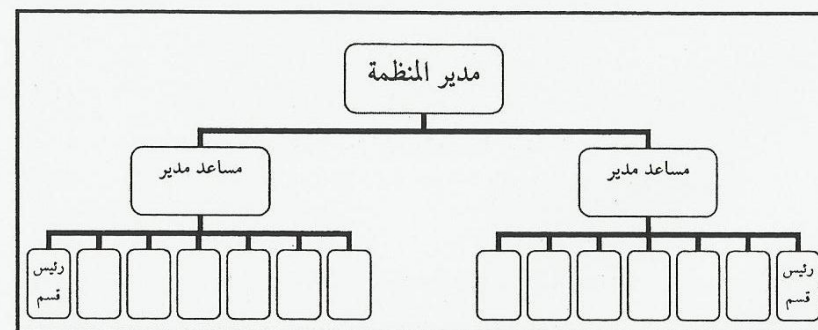 مدير المنظمة
مساعد مدير
مساعد مدير
رئيس
قسم
رئيس
قسم